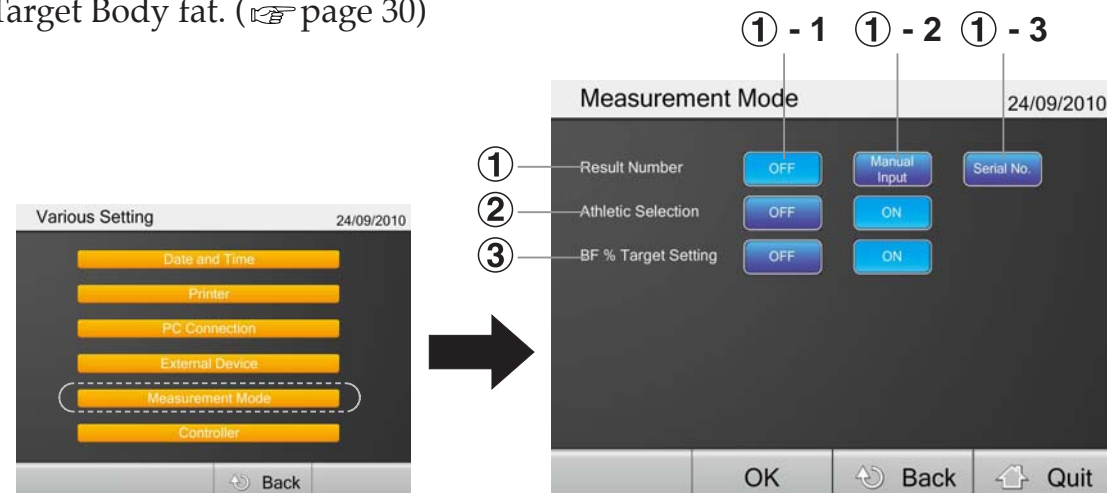 Target Body fat. (☞ page 30)
① - 1 ① - 2 ① - 3
Various Setting 24/09/2010
Date and Time
Printer
PC Connection
External Device
Measurement Mode
Controller
Back
Measurement Mode 24/09/2010
① Result Number OFF Manual Input Serial No.
② Athletic Selection OFF ON
③ BF % Target Setting OFF ON
OK Back Quit